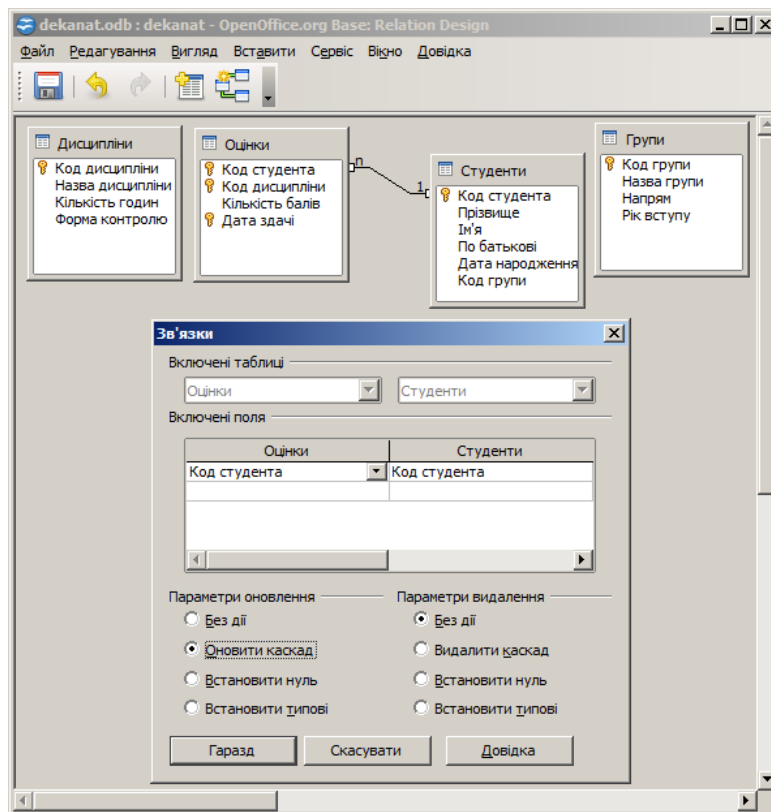 dekanat.odb : dekanat - OpenOffice.org Base: Relation Design
Файл Редагування Вигляд Вставити Сервіс Вікно Довідка
Дисципліни
Код дисципліни
Назва дисципліни
Кількість годин
Форма контролю
Оцінки
Код студента
Код дисципліни
Кількість балів
Дата здачі
n
1
Студенти
Код студента
Прізвище
Ім'я
По батькові
Дата народження
Код групи
Групи
Код групи
Назва групи
Напрям
Рік вступу
Зв'язки
Включені таблиці
Оцінки Студенти
Включені поля
Оцінки Студенти
Код студента Код студента
Параметри оновлення Параметри видалення
Без дії Без дії
Оновити каскад Видалити каскад
Встановити нуль Встановити нуль
Встановити типові Встановити типові
Гаразд Скасувати Довідка